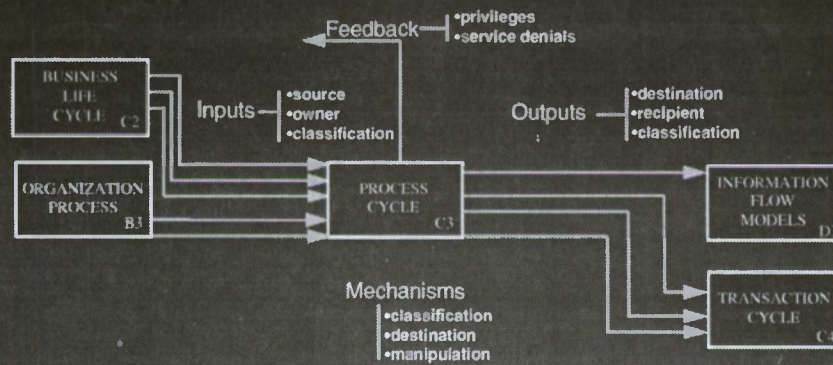 Feedback
•privileges
•service denials
BUSINESS
LIFE
CYCLE
C2
Inputs
•source
•owner
•classification
Outputs
•destination
•recipient
•classification
ORGANIZATION
PROCESS
B3
PROCESS
CYCLE
C3
INFORMATION
FLOW
MODELS
TRANSACTION
CYCLE
Mechanisms
•classification
•destination
•manipulation